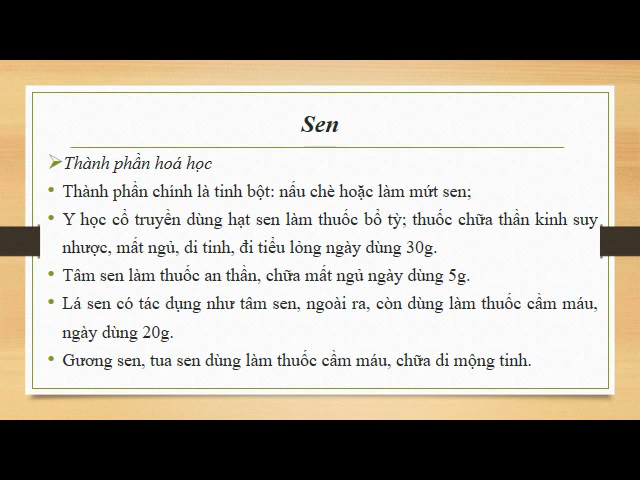 Sen
Thành phần hoá học
Thành phần chính là tinh bột: nấu chè hoặc làm mứt sen;
Y học cổ truyền dùng hạt sen làm thuốc bổ tỳ; thuốc chữa thần kinh suy
nhược, mất ngủ, di tinh, đi tiểu lỏng ngày dùng 30g.
Tâm sen làm thuốc an thần, chữa mất ngủ ngày dùng 5g.
Lá sen có tác dụng như tâm sen, ngoài ra, còn dùng làm thuốc cầm máu,
ngày dùng 20g.
Gương sen, tua sen dùng làm thuốc cầm máu, chữa di mộng tinh.